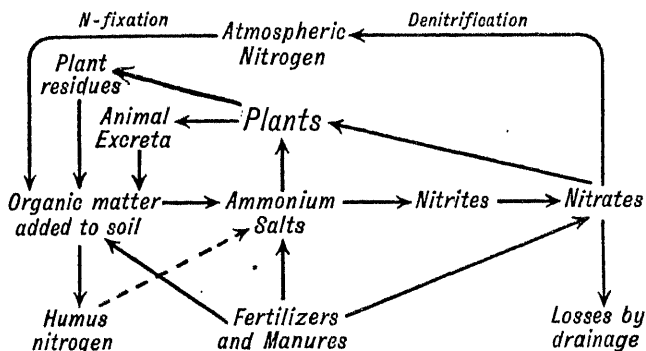 N-fixation
Denitrification
Atmospheric
Nitrogen
Plant
residues
Animal
Excreta
Plants
Organic matter
added to soil
Ammonium
Salts
Nitrites
Nitrates
Humus
nitrogen
Fertilizers
and Manures
Losses by
drainage